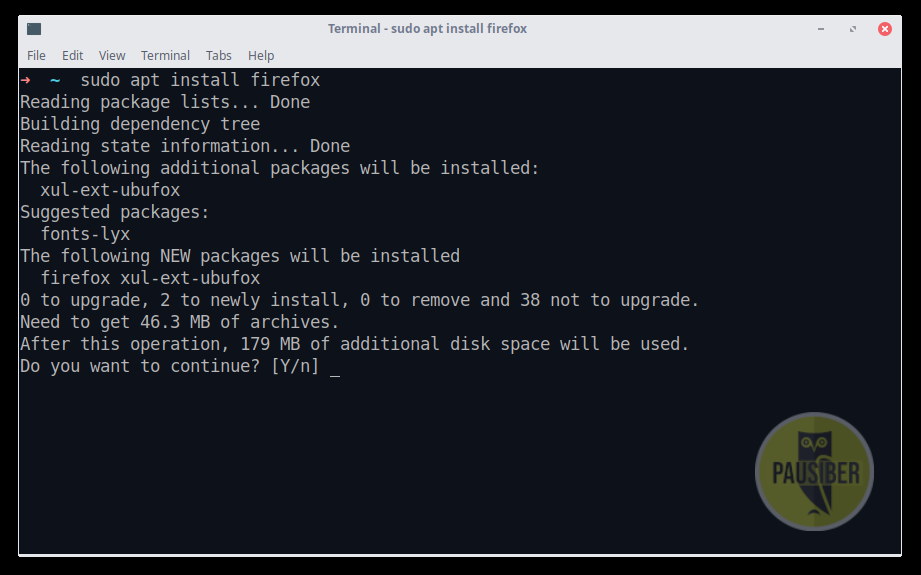 Terminal - sudo apt install firefox
File Edit View Terminal Tabs Help
➜ ~ sudo apt install firefox
Reading package lists... Done
Building dependency tree
Reading state information... Done
The following additional packages will be installed:
xul-ext-ubufox
Suggested packages:
fonts-lyx
The following NEW packages will be installed
firefox xul-ext-ubufox
0 to upgrade, 2 to newly install, 0 to remove and 38 not to upgrade.
Need to get 46.3 MB of archives.
After this operation, 179 MB of additional disk space will be used.
Do you want to continue? [Y/n] _
PAUSIBER